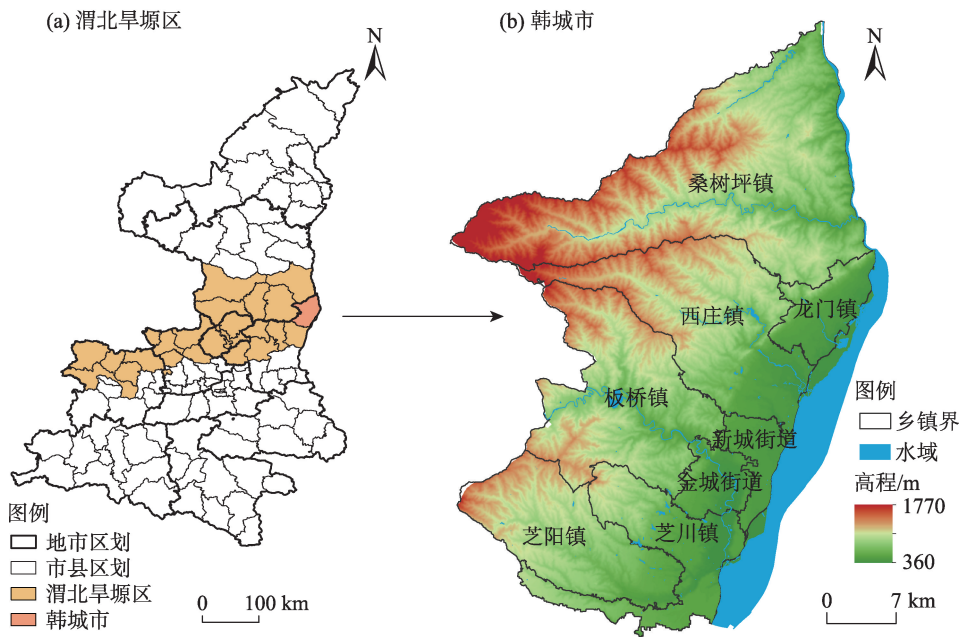 (a) 渭北旱塬区
N
图例
地市区划
市县区划
渭北旱塬区
韩城市
0 100 km
(b) 韩城市
N
桑树坪镇
龙门镇
西庄镇
板桥镇
新城街道
金城街道
芝川镇
芝阳镇
图例
乡镇界
水域
高程/m
1770
360
0 7 km